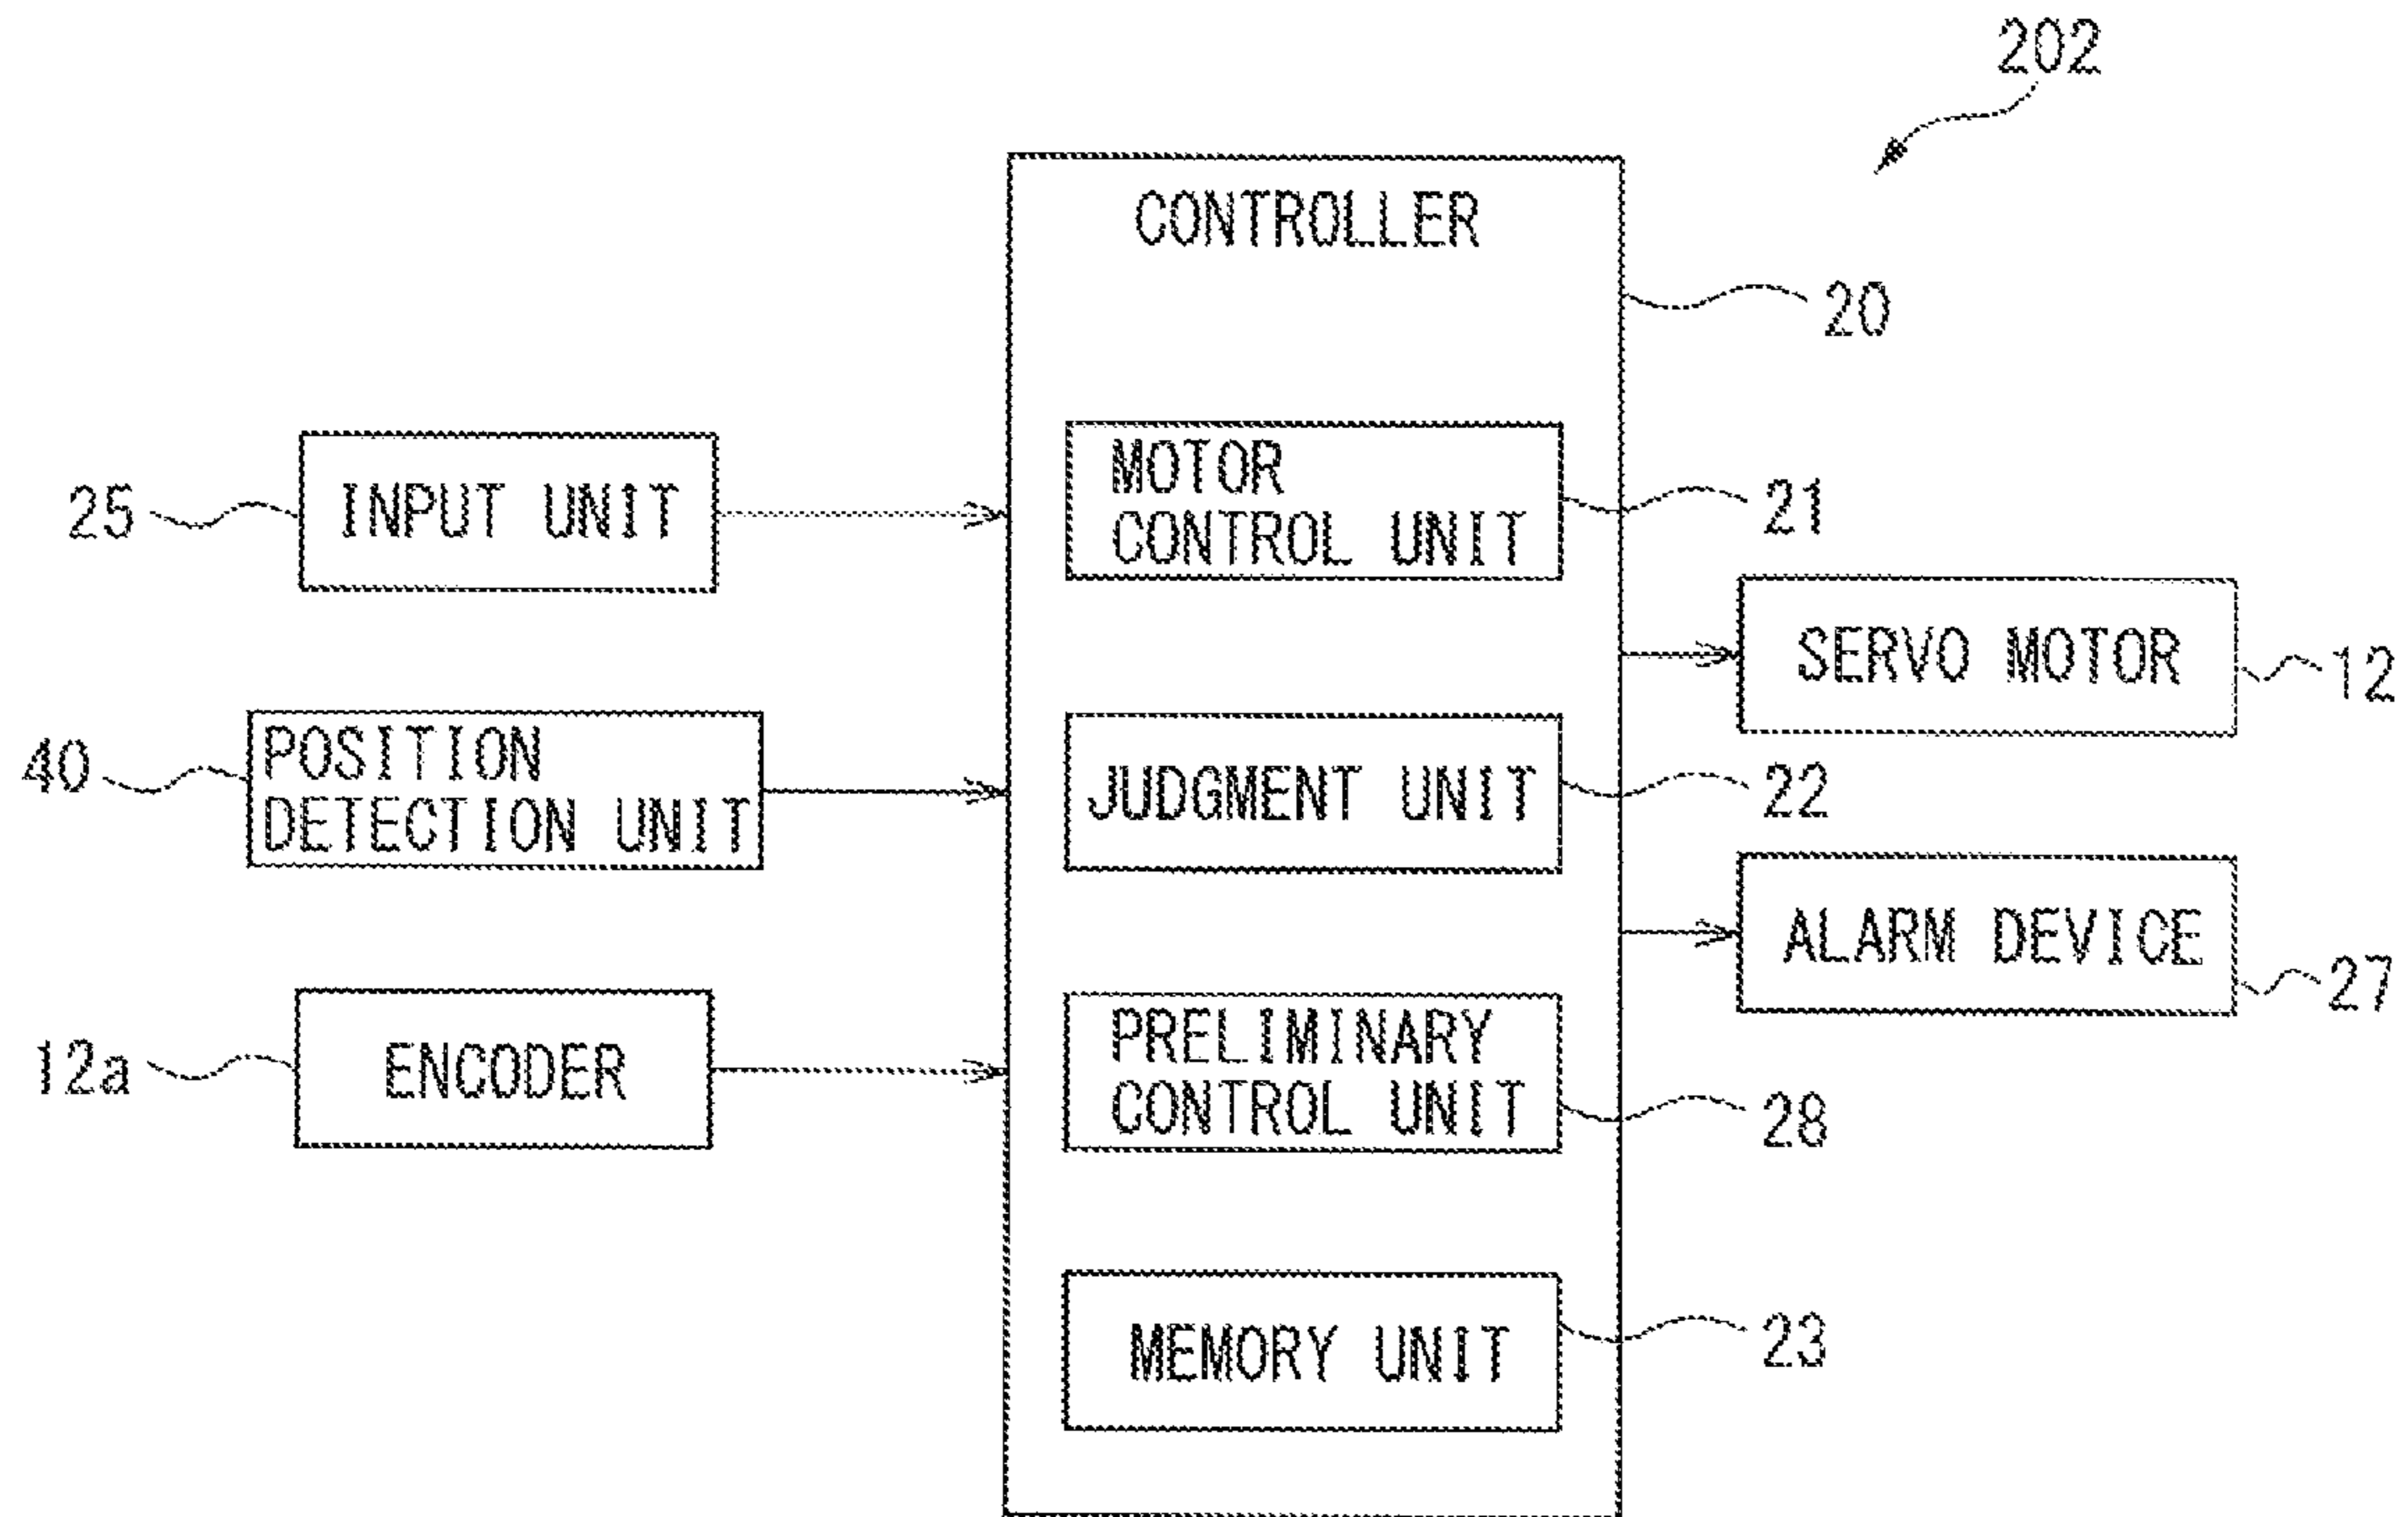 202
CONTROLLER
20
25
INPUT UNIT
MOTOR
CONTROL UNIT
21
SERVO MOTOR
12
40
POSITION
DETECTION UNIT
JUDGMENT UNIT
22
ALARM DEVICE
27
12a
ENCODER
PRELIMINARY
CONTROL UNIT
28
MEMORY UNIT
23